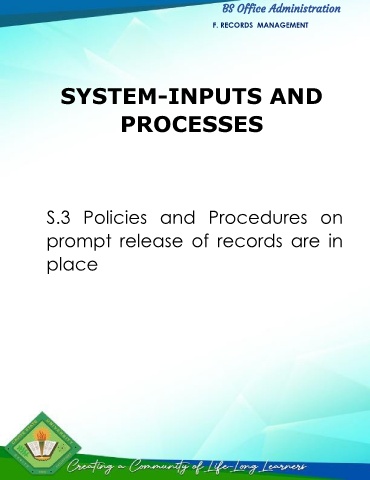 BS Office Administration
F. RECORDS MANAGEMENT
SYSTEM-INPUTS AND
PROCESSES
S.3 Policies and Procedures on
prompt release of records are in
place
Creating a Community of Life-Long Learners